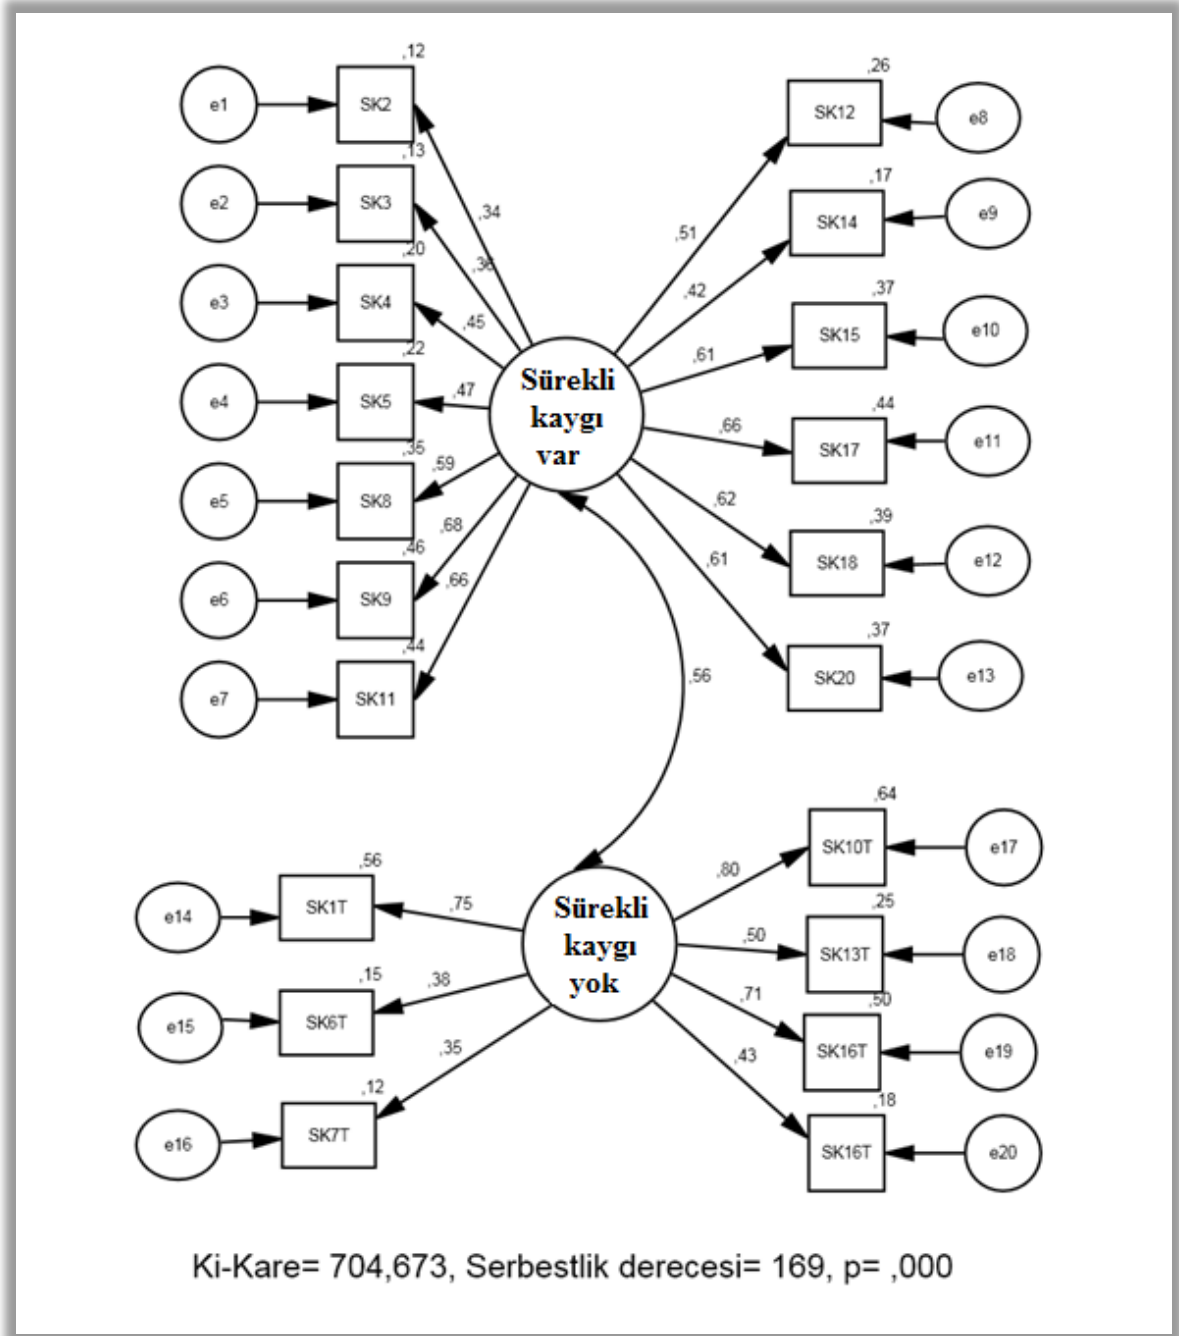 ,12
e1 SK2
,13
e2 SK3
,20
e3 SK4
,22
e4 SK5
,35
e5 SK8
,46
e6 SK9
,44
e7 SK11
,34
,36
,45
,47
,59
,68
,66
Sürekli
kaygı
var
,51
,42
,61
,66
,62
,61
,26
SK12 e8
,17
SK14 e9
,37
SK15 e10
,44
SK17 e11
,39
SK18 e12
,37
SK20 e13
,56
,56
e14 SK1T
,15
e15 SK6T
,12
e16 SK7T
,75
,38
,35
Sürekli
kaygı
yok
,80
,50
,71
,43
,64
SK10T e17
,25
SK13T e18
,50
SK16T e19
,18
SK16T e20
Ki-Kare= 704,673, Serbestlik derecesi= 169, p= ,000